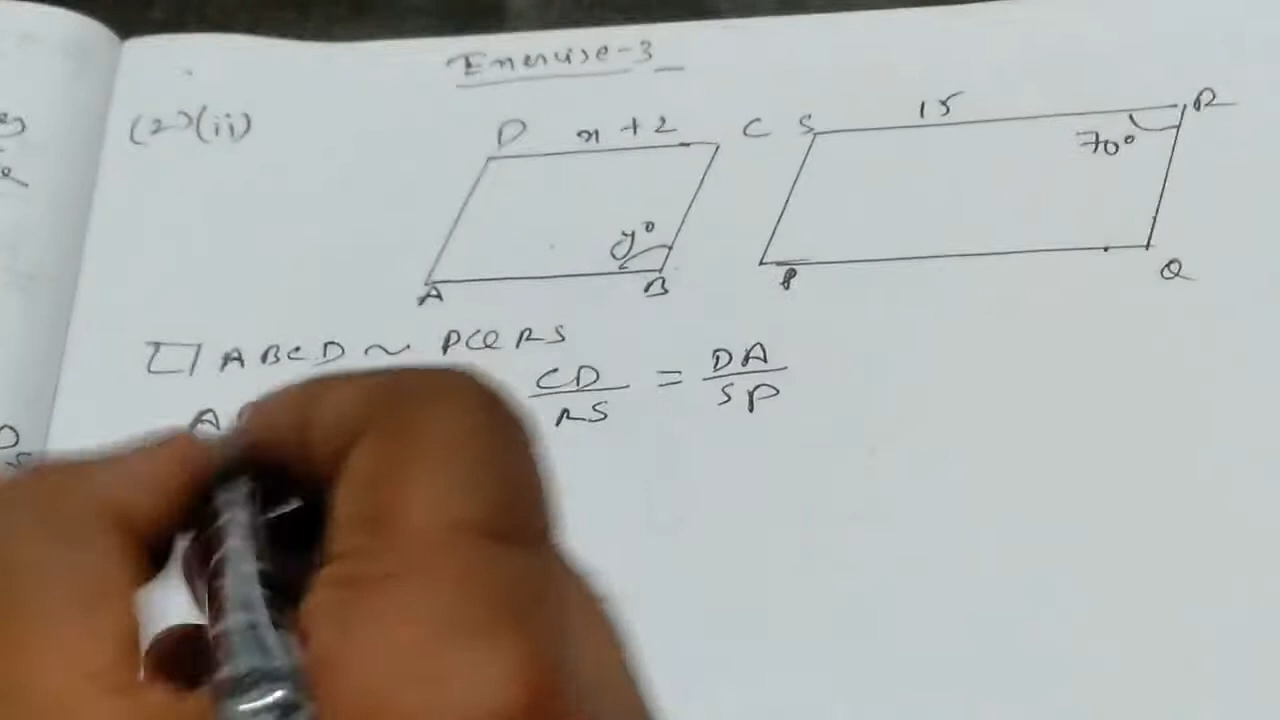 Exercise-3
(2)(ii)
D x+2 C S 15 R
70°
y°
A B P Q
□ ABCD ~ PQRS
CD/RS = DA/SP